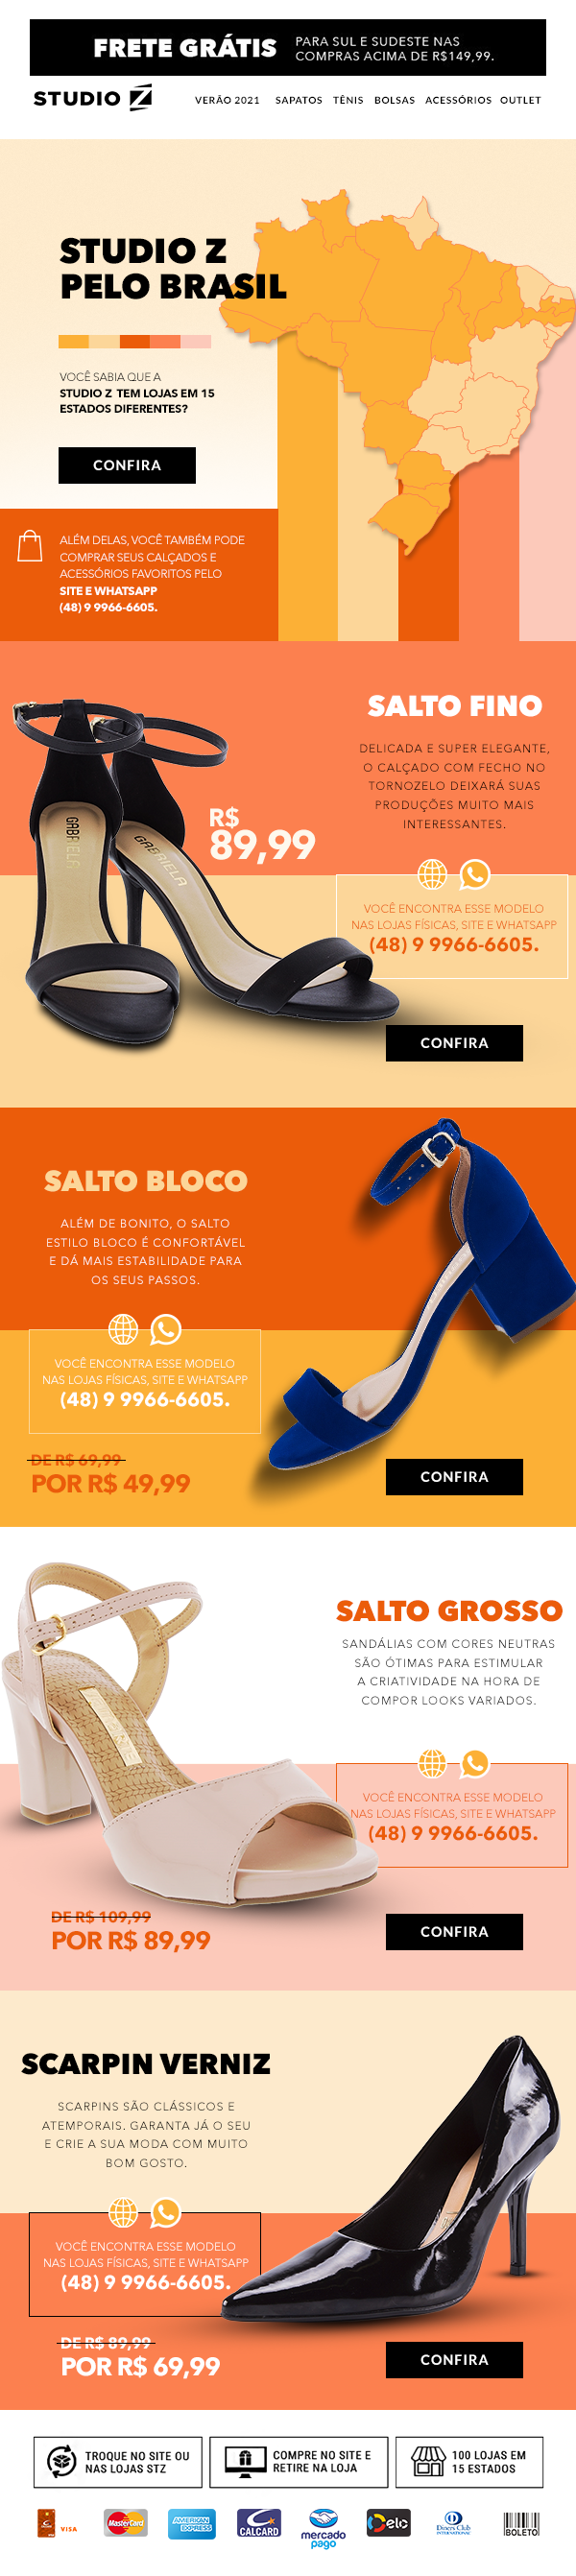 FRETE GRÁTIS
PARA SUL E SUDESTE NAS
COMPRAS ACIMA DE R$149,99.
STUDIO Z
VERÃO 2021 SAPATOS TÊNIS BOLSAS ACESSÓRIOS OUTLET
STUDIO Z
PELO BRASIL
VOCÊ SABIA QUE A
STUDIO Z TEM LOJAS EM 15
ESTADOS DIFERENTES?
CONFIRA
ALÉM DELAS, VOCÊ TAMBÉM PODE
COMPRAR SEUS CALÇADOS E
ACESSÓRIOS FAVORITOS PELO
SITE E WHATSAPP
(48) 9 9966-6605.
SALTO FINO
DELICADA E SUPER ELEGANTE,
O CALÇADO COM FECHO NO
TORNOZELO DEIXARÁ SUAS
PRODUÇÕES MUITO MAIS
INTERESSANTES.
R$
89,99
GABRIELA
GABRIELA
VOCÊ ENCONTRA ESSE MODELO
NAS LOJAS FÍSICAS, SITE E WHATSAPP
(48) 9 9966-6605.
CONFIRA
SALTO BLOCO
ALÉM DE BONITO, O SALTO
ESTILO BLOCO É CONFORTÁVEL
E DÁ MAIS ESTABILIDADE PARA
OS SEUS PASSOS.
VOCÊ ENCONTRA ESSE MODELO
NAS LOJAS FÍSICAS, SITE E WHATSAPP
(48) 9 9966-6605.
DE R$ 69,99
POR R$ 49,99
CONFIRA
SALTO GROSSO
SANDÁLIAS COM CORES NEUTRAS
SÃO ÓTIMAS PARA ESTIMULAR
A CRIATIVIDADE NA HORA DE
COMPOR LOOKS VARIADOS.
VOCÊ ENCONTRA ESSE MODELO
NAS LOJAS FÍSICAS, SITE E WHATSAPP
(48) 9 9966-6605.
DE R$ 109,99
POR R$ 89,99
CONFIRA
SCARPIN VERNIZ
SCARPINS SÃO CLÁSSICOS E
ATEMPORAIS. GARANTA JÁ O SEU
E CRIE A SUA MODA COM MUITO
BOM GOSTO.
VOCÊ ENCONTRA ESSE MODELO
NAS LOJAS FÍSICAS, SITE E WHATSAPP
(48) 9 9966-6605.
DE R$ 89,99
POR R$ 69,99
CONFIRA
TROQUE NO SITE OU
NAS LOJAS STZ
COMPRE NO SITE E
RETIRE NA LOJA
100 LOJAS EM
15 ESTADOS
VISA
MasterCard
AMERICAN EXPRESS
CALCARD
mercado
pago
elo
Diners Club
INTERNATIONAL
BOLETO